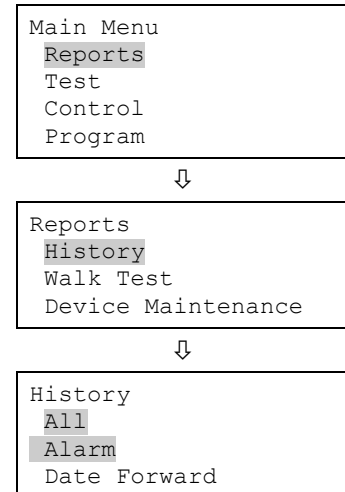 Main Menu
Reports
Test
Control
Program
⇩
Reports
History
Walk Test
Device Maintenance
⇩
History
All
Alarm
Date Forward